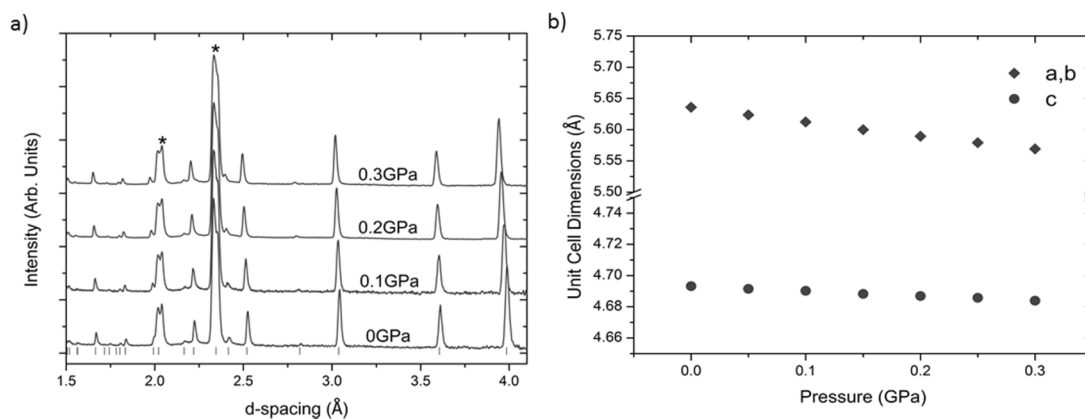 a)
*
*
0.3GPa
0.2GPa
0.1GPa
0GPa
Intensity (Arb. Units)
1.5 2.0 2.5 3.0 3.5 4.0
d-spacing (Å)
b)
5.75
5.70
5.65
5.60
5.55
5.50
4.74
4.72
4.70
4.68
4.66
Unit Cell Dimensions (Å)
a,b
c
0.0 0.1 0.2 0.3
Pressure (GPa)